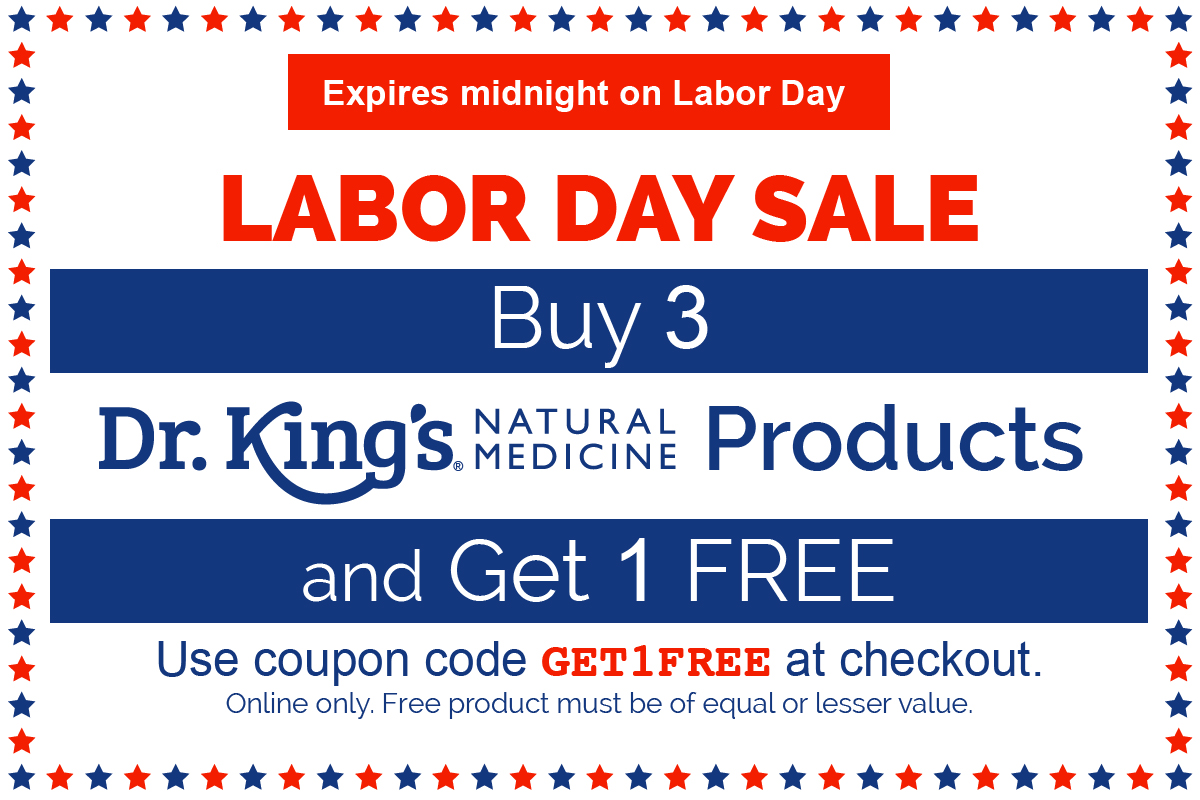 Expires midnight on Labor Day
LABOR DAY SALE
Buy 3
Dr. King's® NATURAL MEDICINE Products
and Get 1 FREE
Use coupon code GET1FREE at checkout.
Online only. Free product must be of equal or lesser value.